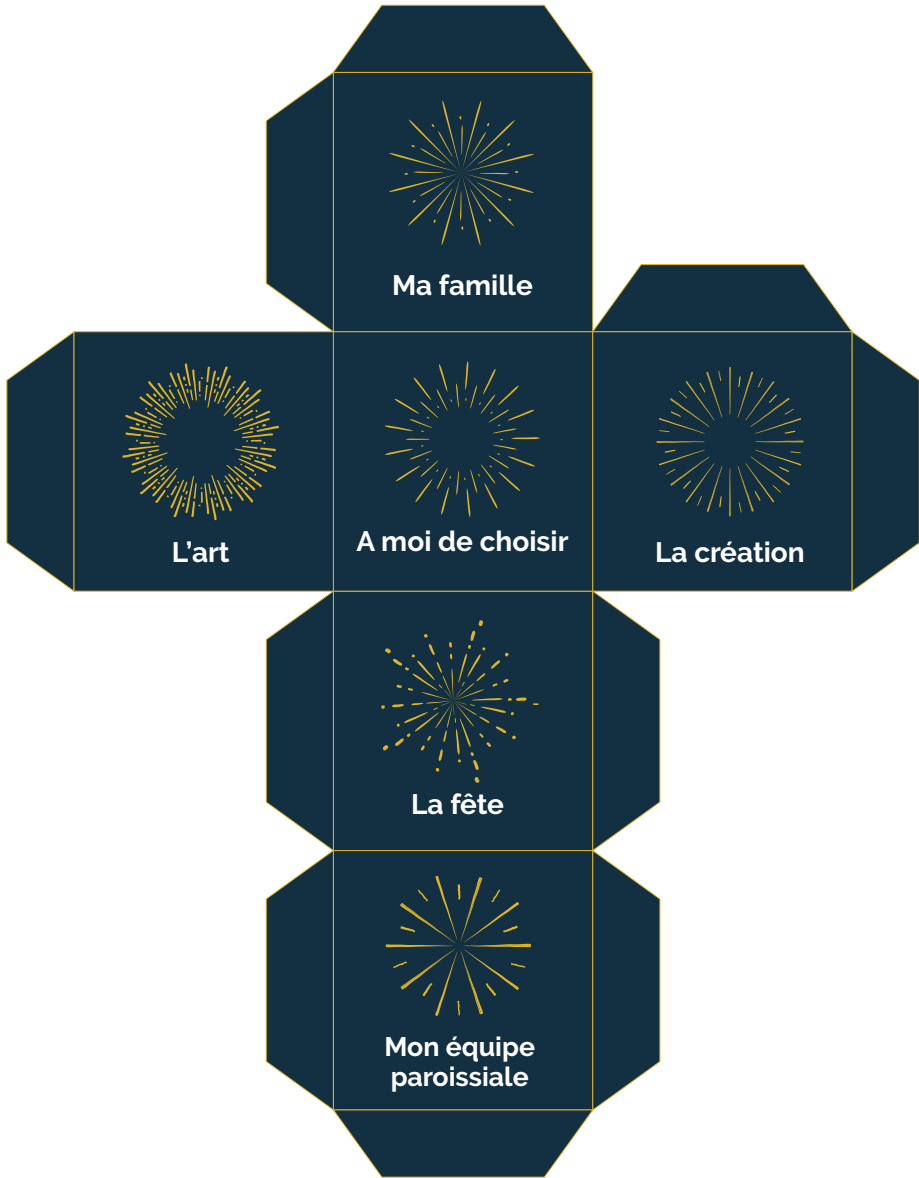 Ma famille
L’art
A moi de choisir
La création
La fête
Mon équipe
paroissiale